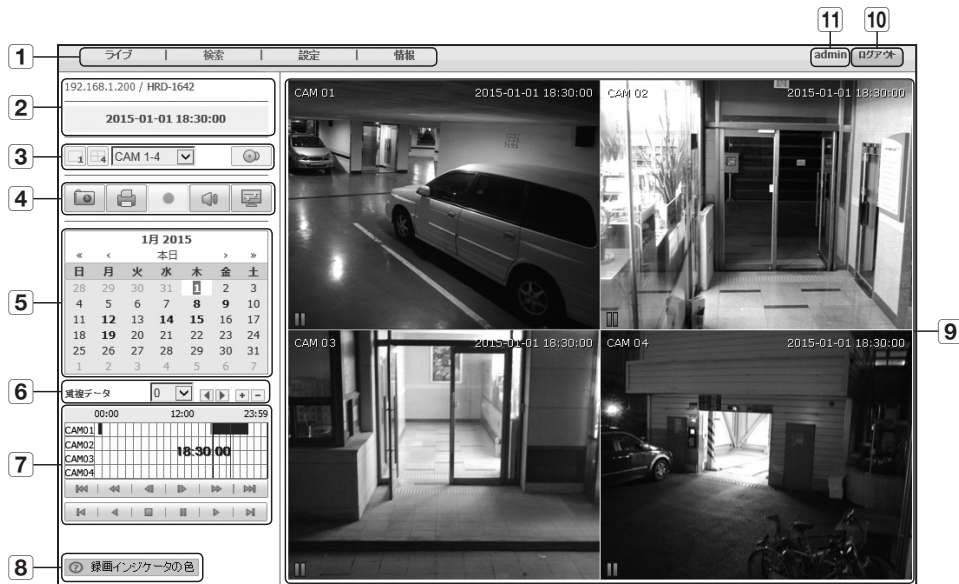 11 10
1 ライブ | 検索 | 設定 | 情報 admin ログアウト
2 192.168.1.200 / HRD-1642
2015-01-01 18:30:00
3 1 4 CAM 1-4
4
5 1月 2015
« ‹ 本日 › »
日 月 火 水 木 金 土
28 29 30 31 1 2 3
4 5 6 7 8 9 10
11 12 13 14 15 16 17
18 19 20 21 22 23 24
25 26 27 28 29 30 31
1 2 3 4 5 6 7
6 重複データ 0 + -
7 00:00 12:00 23:59
CAM01
CAM02
CAM03
CAM04
18:30:00
8 ? 録画インジケータの色
CAM 01 2015-01-01 18:30:00
CAM 02 2015-01-01 18:30:00
CAM 03 2015-01-01 18:30:00
CAM 04 2015-01-01 18:30:00
9